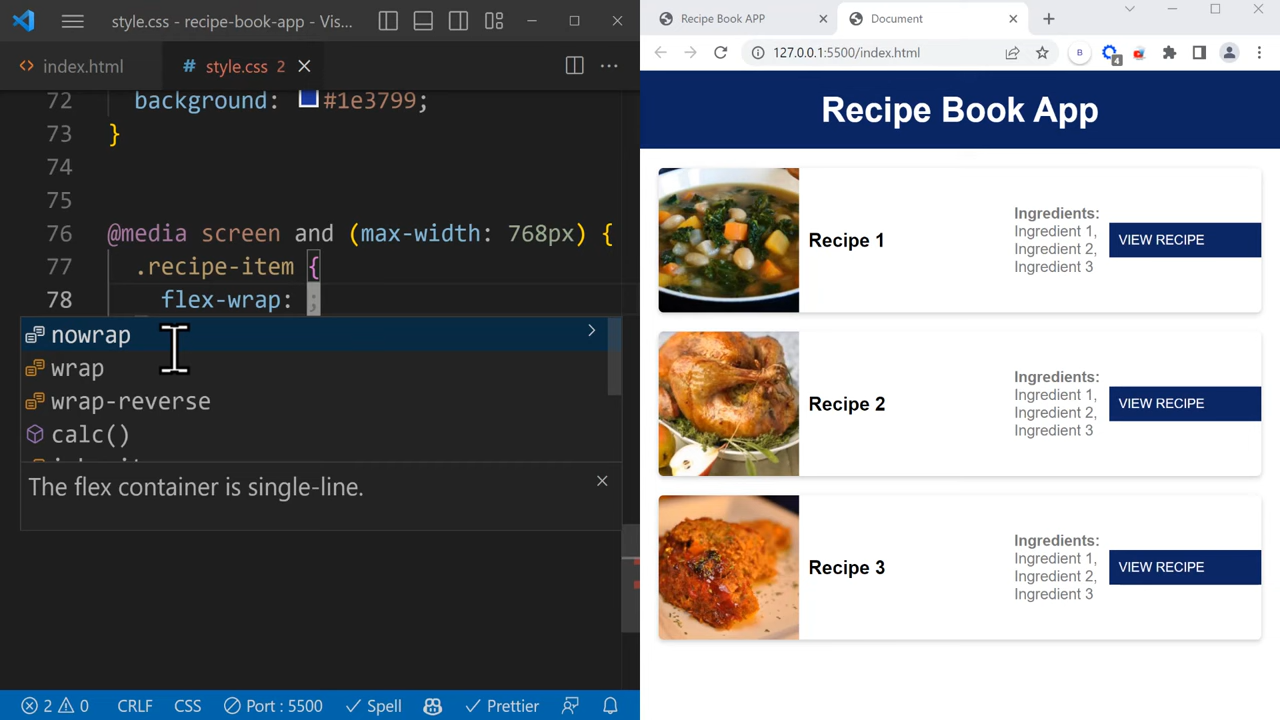 style.css - recipe-book-app - Vis...
index.html
# style.css 2
72 background: #1e3799;
73 }
74
75
76 @media screen and (max-width: 768px) {
77 .recipe-item {
78 flex-wrap: ;
nowrap
wrap
wrap-reverse
calc()
The flex container is single-line.
2 0 CRLF CSS Port : 5500 Spell Prettier
Recipe Book APP
Document
127.0.0.1:5500/index.html
B
4
Recipe Book App
Recipe 1
Ingredients:
Ingredient 1,
Ingredient 2,
Ingredient 3
VIEW RECIPE
Recipe 2
Ingredients:
Ingredient 1,
Ingredient 2,
Ingredient 3
VIEW RECIPE
Recipe 3
Ingredients:
Ingredient 1,
Ingredient 2,
Ingredient 3
VIEW RECIPE